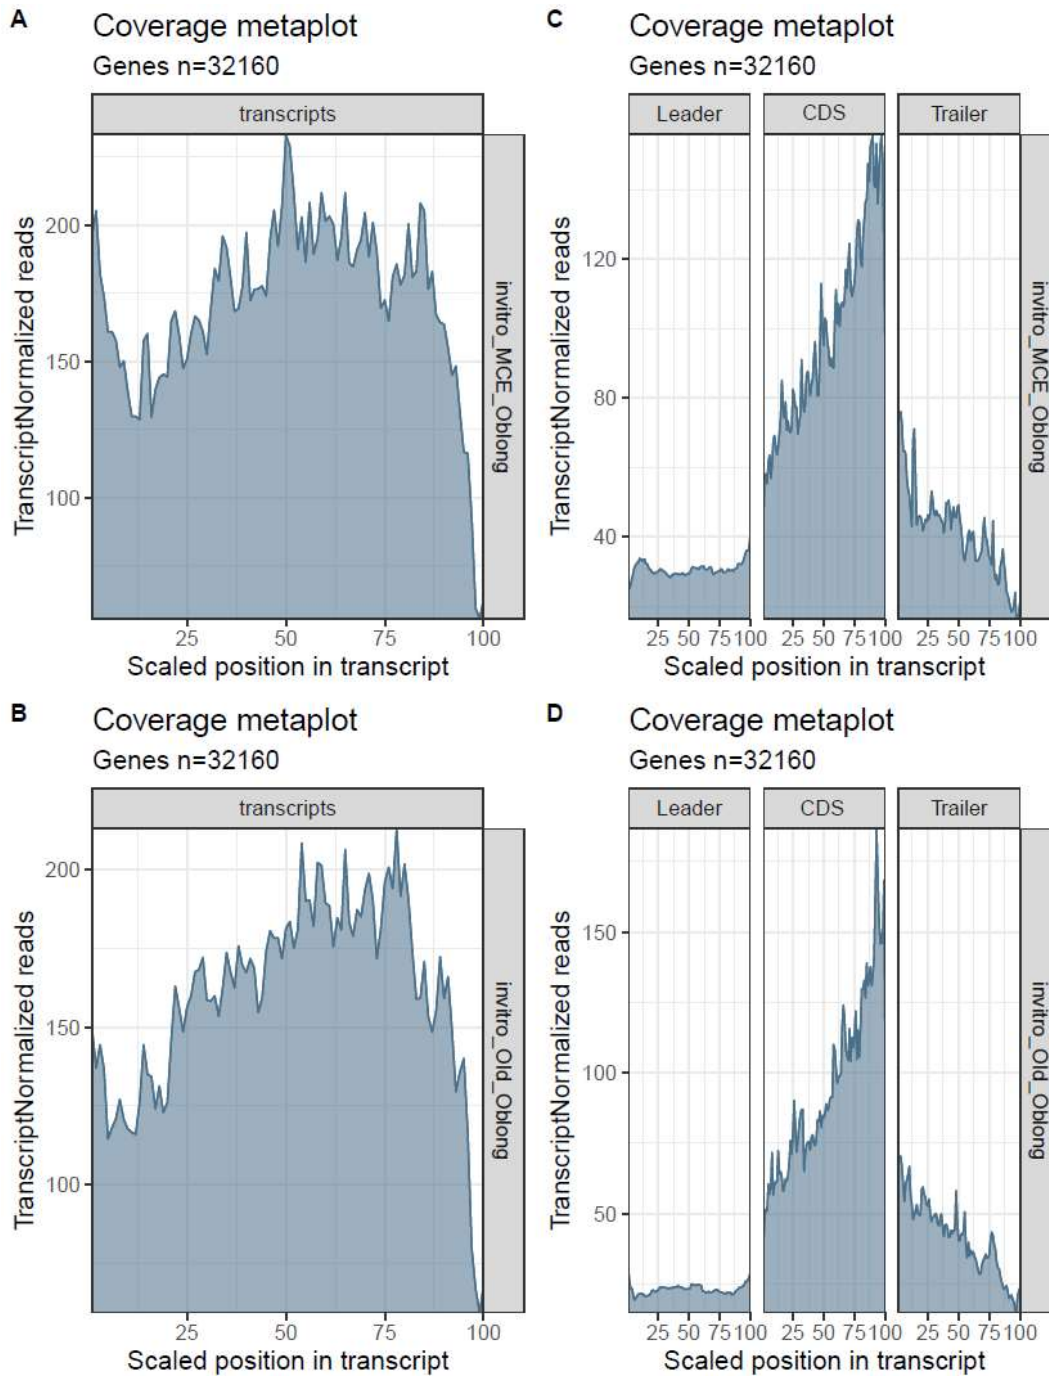 A
Coverage metaplot
Genes n=32160
transcripts
TranscriptNormalized reads
200
150
100
invitro_MCE_Oblong
25 50 75 100
Scaled position in transcript
C
Coverage metaplot
Genes n=32160
Leader CDS Trailer
TranscriptNormalized reads
120
80
40
invitro_MCE_Oblong
25 50 75 100 25 50 75 100 25 50 75 100
Scaled position in transcript
B
Coverage metaplot
Genes n=32160
transcripts
TranscriptNormalized reads
200
150
100
invitro_Old_Oblong
25 50 75 100
Scaled position in transcript
D
Coverage metaplot
Genes n=32160
Leader CDS Trailer
TranscriptNormalized reads
150
100
50
invitro_Old_Oblong
25 50 75 100 25 50 75 100 25 50 75 100
Scaled position in transcript